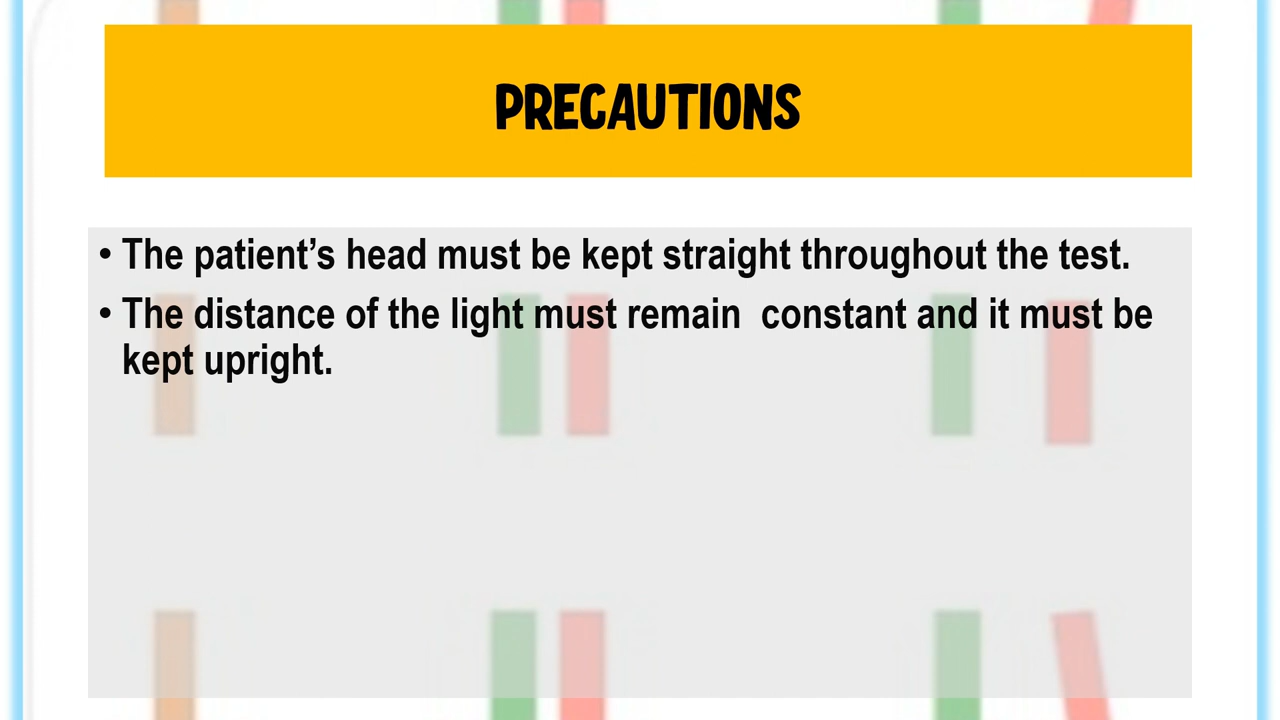 PRECAUTIONS
• The patient’s head must be kept straight throughout the test.
• The distance of the light must remain  constant and it must be
kept upright.